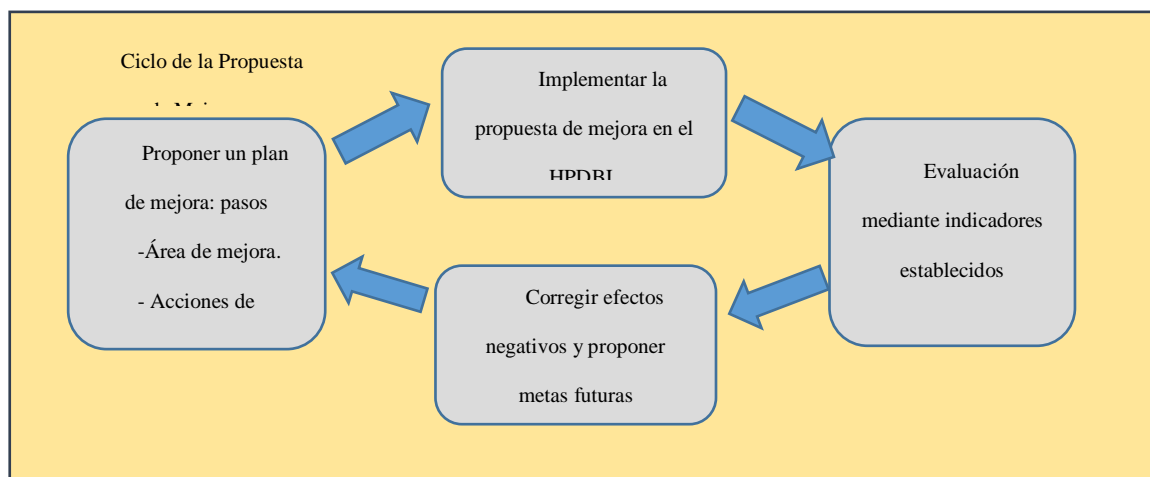 Ciclo de la Propuesta
Proponer un plan
de mejora: pasos
-Área de mejora.
- Acciones de
Implementar la
propuesta de mejora en el
Evaluación
mediante indicadores
establecidos
Corregir efectos
negativos y proponer
metas futuras